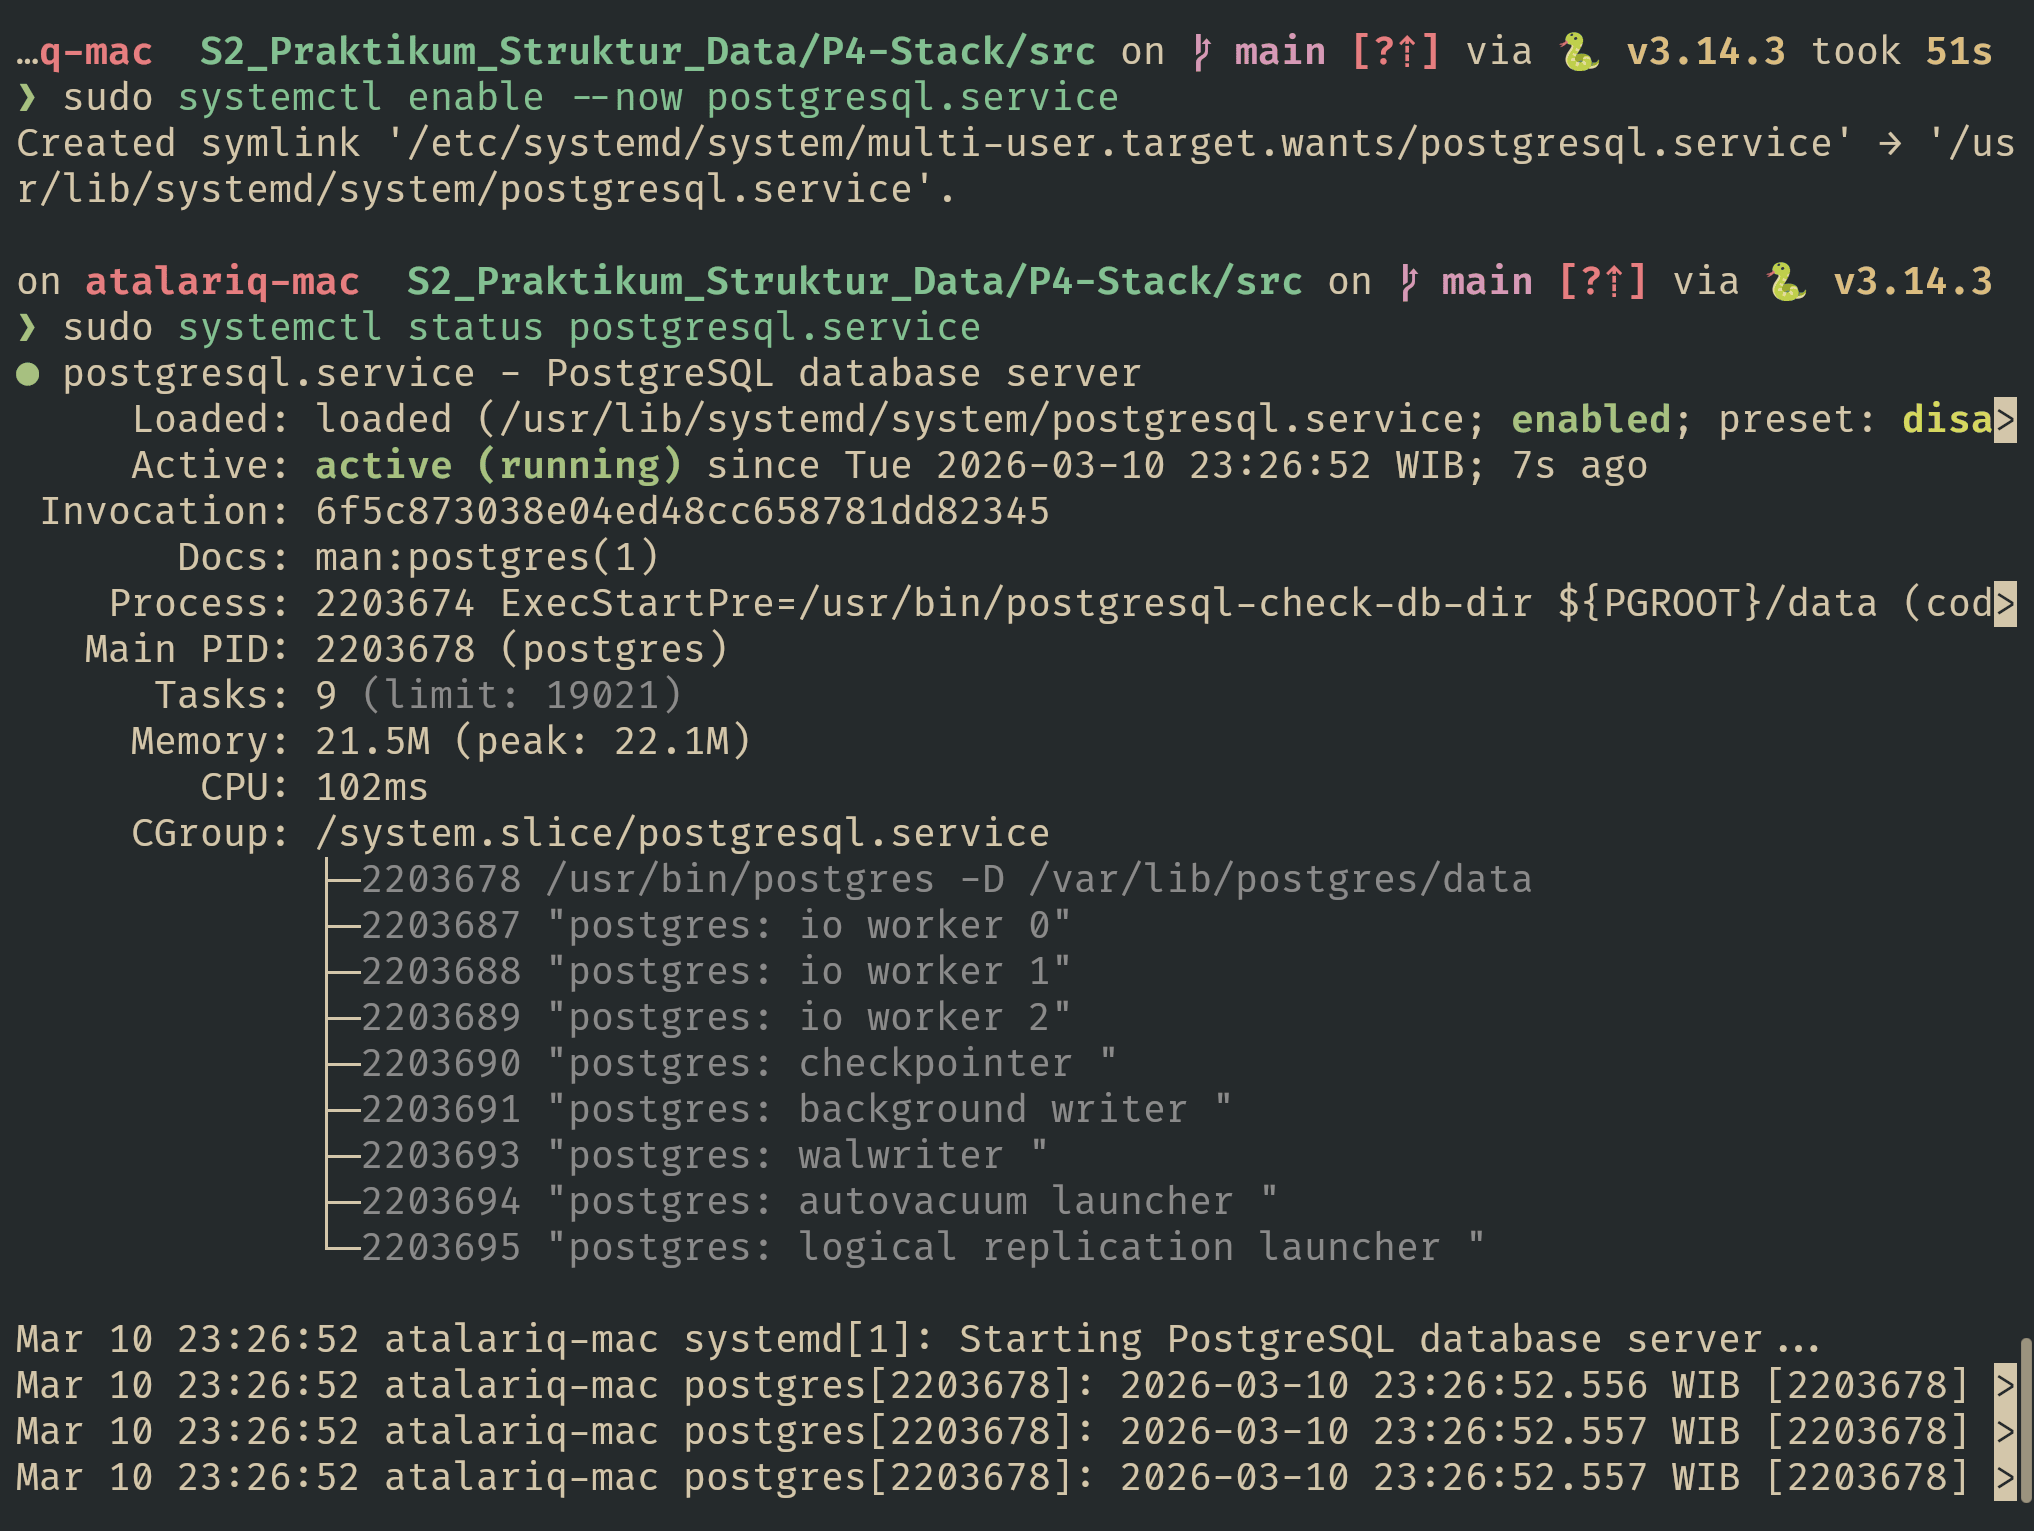 …q-mac  S2_Praktikum_Struktur_Data/P4-Stack/src on main [?⇡] via 🐍 v3.14.3 took 51s
❯ sudo systemctl enable --now postgresql.service
Created symlink '/etc/systemd/system/multi-user.target.wants/postgresql.service' → '/us
r/lib/systemd/system/postgresql.service'.
on atalariq-mac  S2_Praktikum_Struktur_Data/P4-Stack/src on main [?⇡] via 🐍 v3.14.3
❯ sudo systemctl status postgresql.service
● postgresql.service - PostgreSQL database server
Loaded: loaded (/usr/lib/systemd/system/postgresql.service; enabled; preset: disa>
Active: active (running) since Tue 2026-03-10 23:26:52 WIB; 7s ago
Invocation: 6f5c873038e04ed48cc658781dd82345
Docs: man:postgres(1)
Process: 2203674 ExecStartPre=/usr/bin/postgresql-check-db-dir ${PGROOT}/data (cod>
Main PID: 2203678 (postgres)
Tasks: 9 (limit: 19021)
Memory: 21.5M (peak: 22.1M)
CPU: 102ms
CGroup: /system.slice/postgresql.service
├─2203678 /usr/bin/postgres -D /var/lib/postgres/data
├─2203687 "postgres: io worker 0"
├─2203688 "postgres: io worker 1"
├─2203689 "postgres: io worker 2"
├─2203690 "postgres: checkpointer "
├─2203691 "postgres: background writer "
├─2203693 "postgres: walwriter "
├─2203694 "postgres: autovacuum launcher "
└─2203695 "postgres: logical replication launcher "
Mar 10 23:26:52 atalariq-mac systemd[1]: Starting PostgreSQL database server...
Mar 10 23:26:52 atalariq-mac postgres[2203678]: 2026-03-10 23:26:52.556 WIB [2203678] >
Mar 10 23:26:52 atalariq-mac postgres[2203678]: 2026-03-10 23:26:52.557 WIB [2203678] >
Mar 10 23:26:52 atalariq-mac postgres[2203678]: 2026-03-10 23:26:52.557 WIB [2203678] >